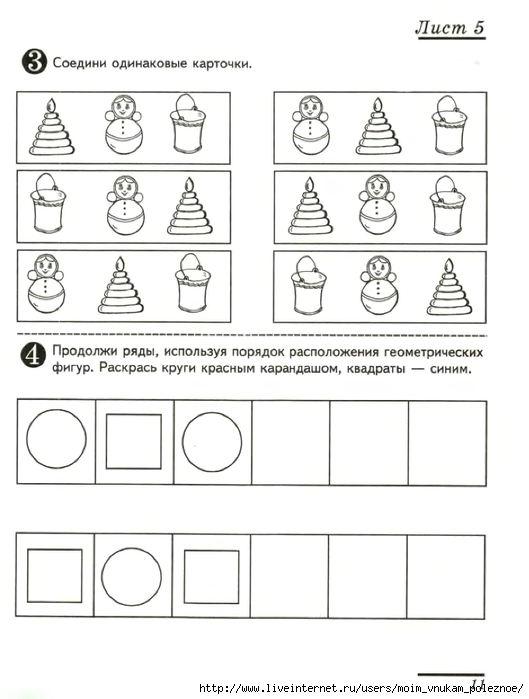 Лист 5
3 Соедини одинаковые карточки.
4 Продолжи ряды, используя порядок расположения геометрических
фигур. Раскрась круги красным карандашом, квадраты — синим.
11
http://www.liveinternet.ru/users/moim_vnukam_poleznoe/